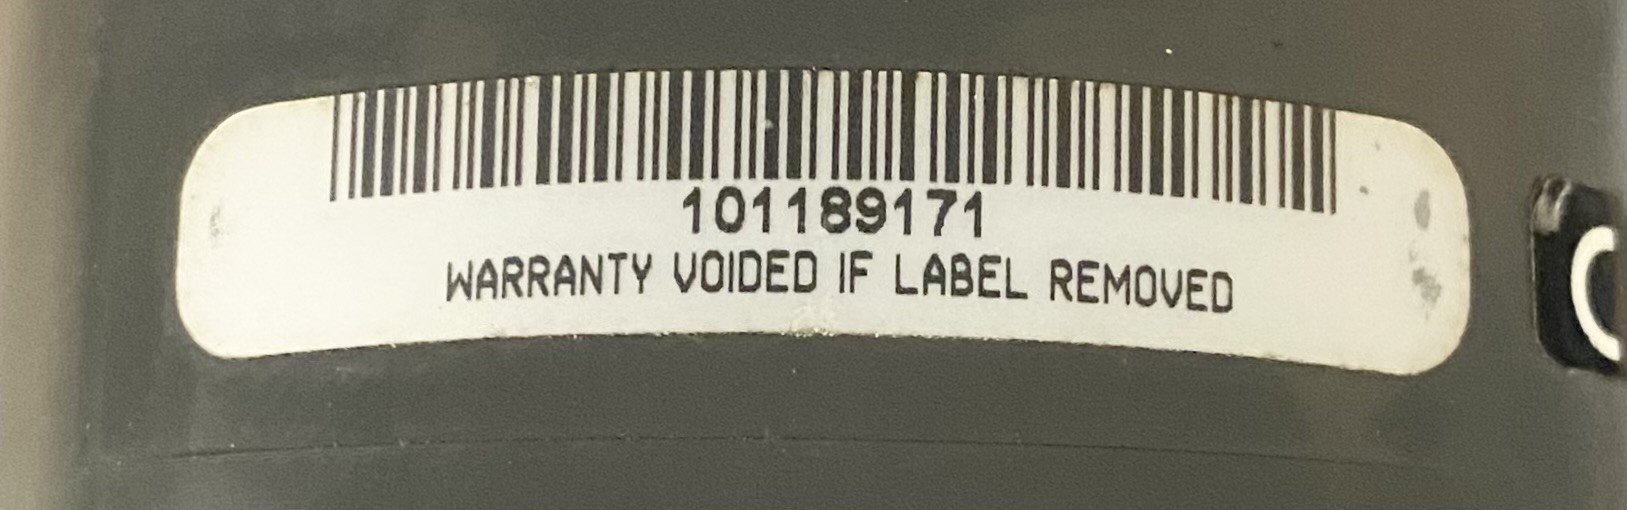 101189171
WARRANTY VOIDED IF LABEL REMOVED